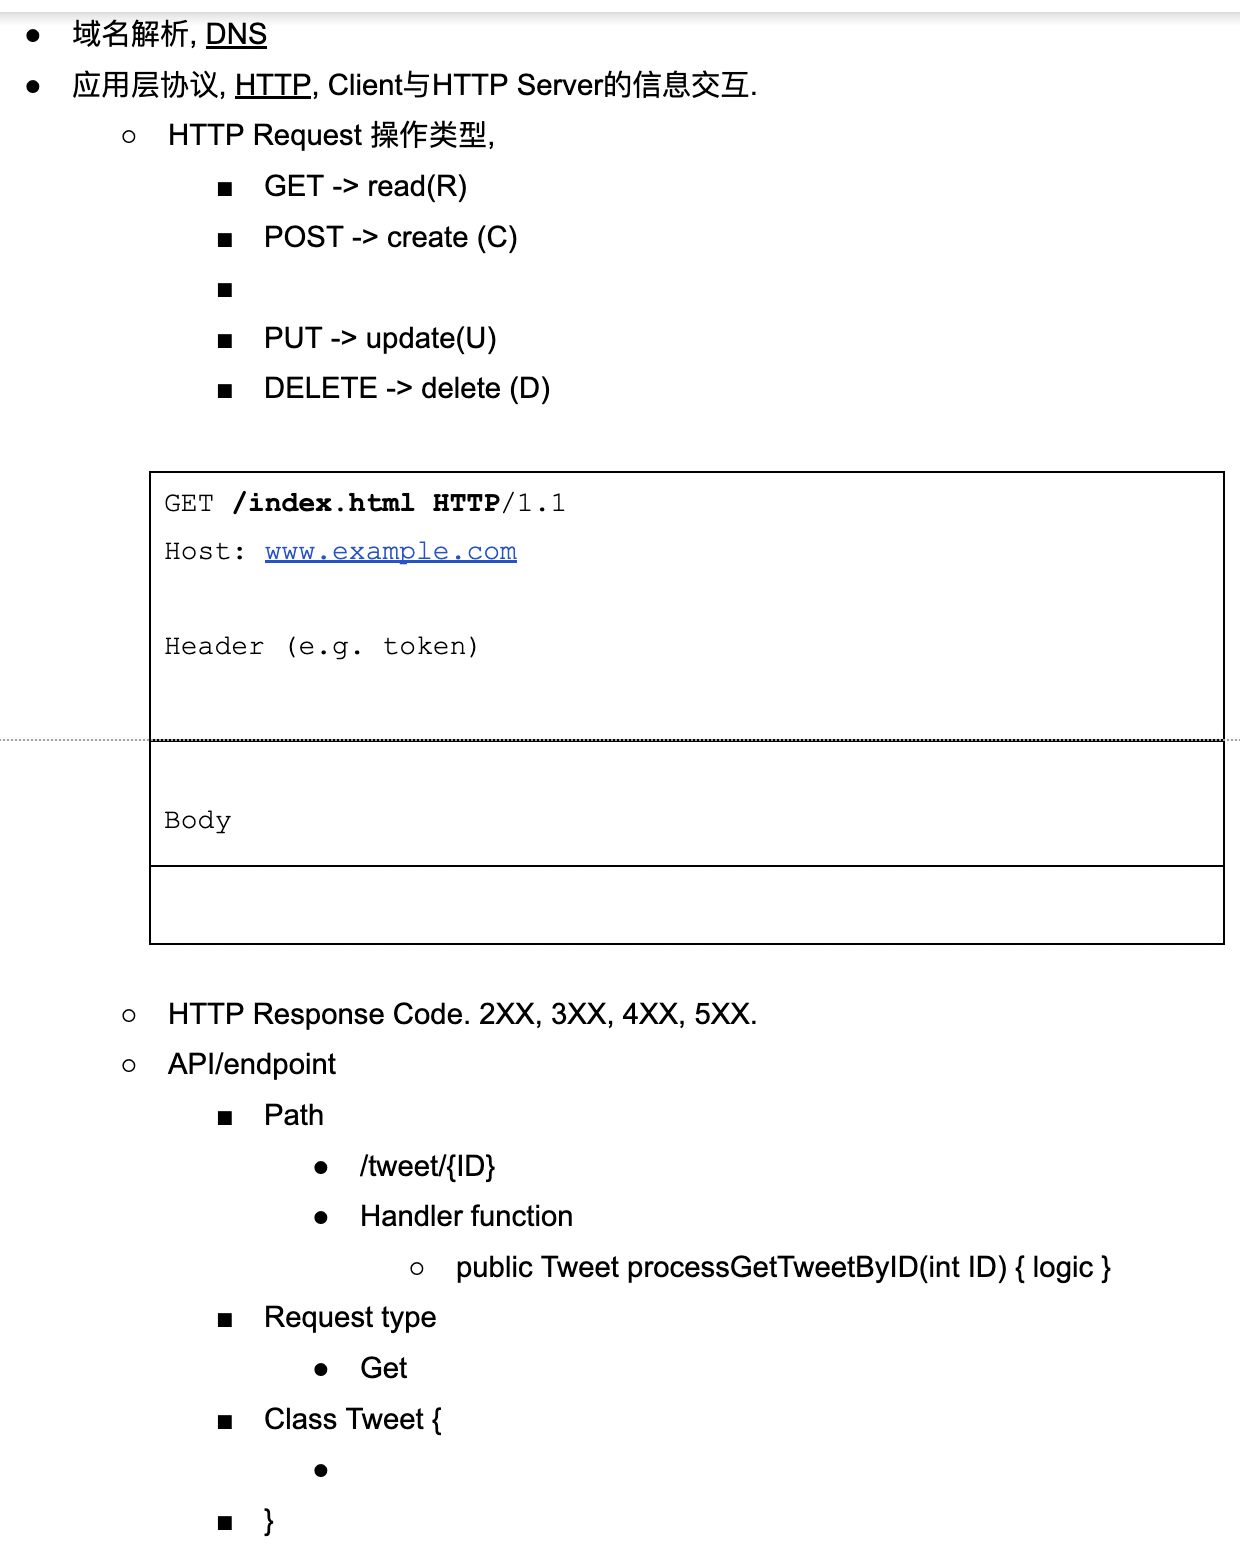 ● 域名解析, DNS
● 应用层协议, HTTP, Client与HTTP Server的信息交互.
○ HTTP Request 操作类型,
■ GET -> read(R)
■ POST -> create (C)
■
■ PUT -> update(U)
■ DELETE -> delete (D)
GET /index.html HTTP/1.1
Host: www.example.com
Header (e.g. token)
Body
○ HTTP Response Code. 2XX, 3XX, 4XX, 5XX.
○ API/endpoint
■ Path
● /tweet/{ID}
● Handler function
○ public Tweet processGetTweetByID(int ID) { logic }
■ Request type
● Get
■ Class Tweet {
●
■ }